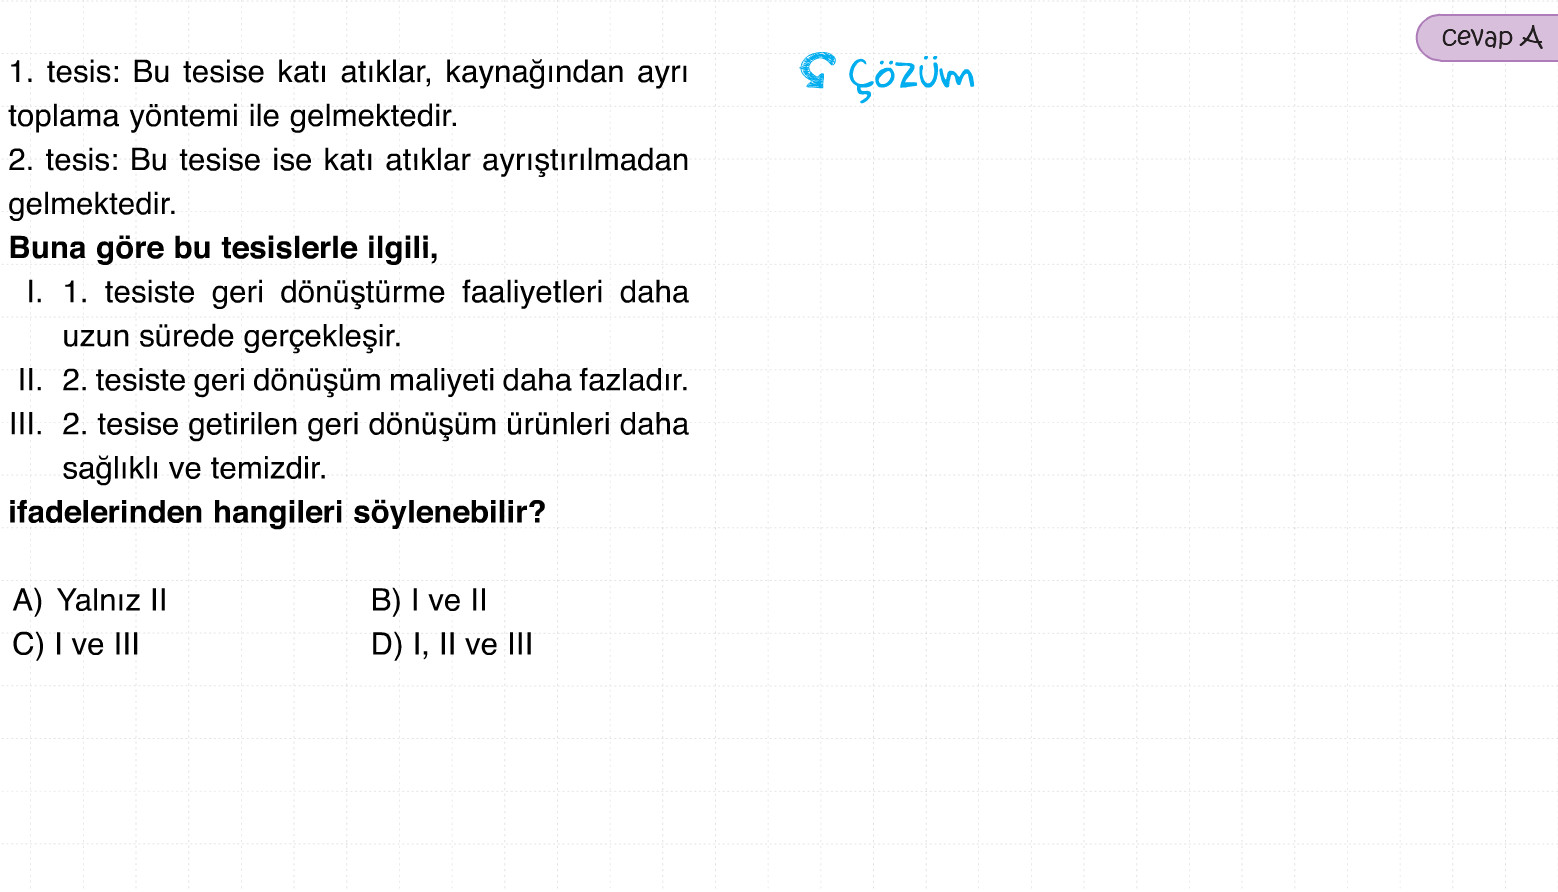 1. tesis: Bu tesise katı atıklar, kaynağından ayrı
toplama yöntemi ile gelmektedir.
2. tesis: Bu tesise ise katı atıklar ayrıştırılmadan
gelmektedir.
Buna göre bu tesislerle ilgili,
I. 1. tesiste geri dönüştürme faaliyetleri daha
uzun sürede gerçekleşir.
II. 2. tesiste geri dönüşüm maliyeti daha fazladır.
III. 2. tesise getirilen geri dönüşüm ürünleri daha
sağlıklı ve temizdir.
ifadelerinden hangileri söylenebilir?
A) Yalnız II
B) I ve II
C) I ve III
D) I, II ve III
Çözüm
Cevap A